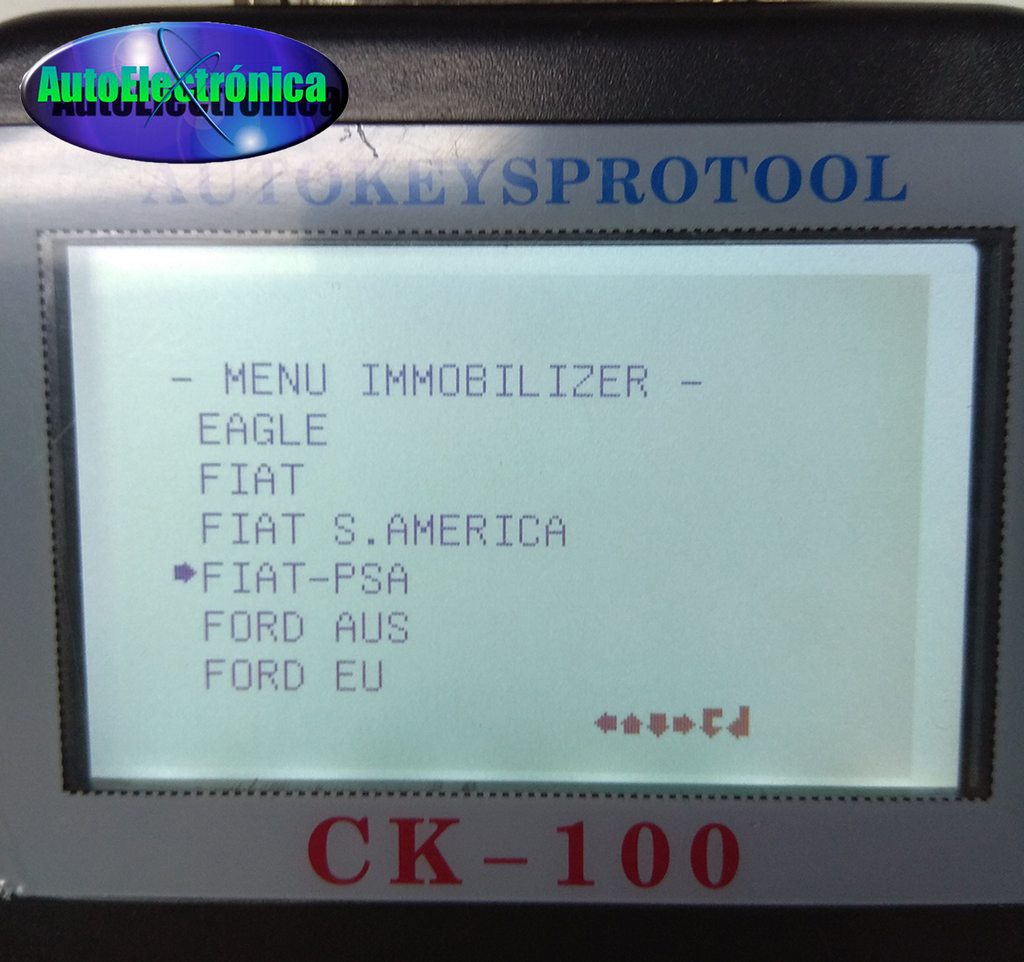 AutoElectrónica
AUTOKEYSPROTOOL
- MENU IMMOBILIZER -
EAGLE
FIAT
FIAT S.AMERICA
FIAT-PSA
FORD AUS
FORD EU
CK-100